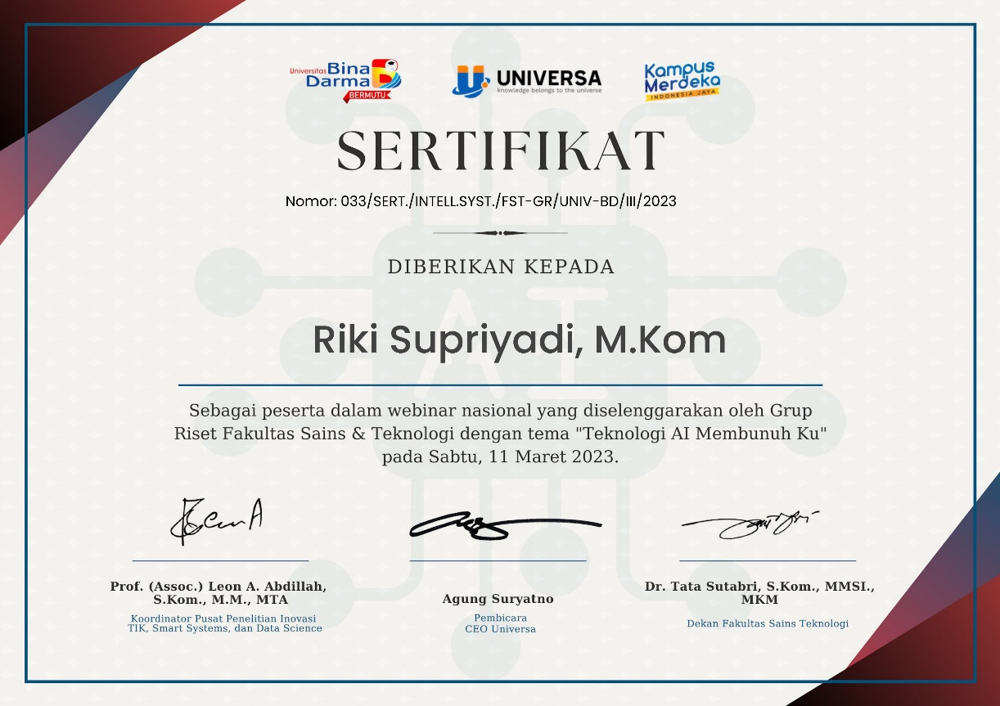 Universitas Bina Darma
BERMUTU
UNIVERSA
knowledge belongs to the universe
Kampus
Merdeka
INDONESIA JAYA
SERTIFIKAT
Nomor: 033/SERT./INTELL.SYST./FST-GR/UNIV-BD/III/2023
DIBERIKAN KEPADA
AI
Riki Supriyadi, M.Kom
Sebagai peserta dalam webinar nasional yang diselenggarakan oleh Grup
Riset Fakultas Sains & Teknologi dengan tema "Teknologi AI Membunuh Ku"
pada Sabtu, 11 Maret 2023.
Prof. (Assoc.) Leon A. Abdillah,
S.Kom., M.M., MTA
Koordinator Pusat Penelitian Inovasi
TIK, Smart Systems, dan Data Science
Agung Suryatno
Pembicara
CEO Universa
Dr. Tata Sutabri, S.Kom., MMSI.,
MKM
Dekan Fakultas Sains Teknologi